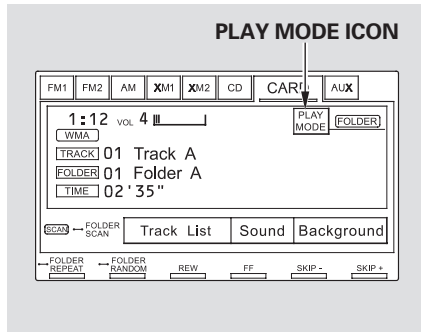 PLAY MODE ICON
FM1 FM2 AM XM1 XM2 CD CARD AUX
1:12 VOL 4 PLAY MODE FOLDER
WMA
TRACK 01 Track A
FOLDER 01 Folder A
TIME 02'35"
SCAN FOLDER SCAN Track List Sound Background
FOLDER REPEAT FOLDER RANDOM REW FF SKIP - SKIP +